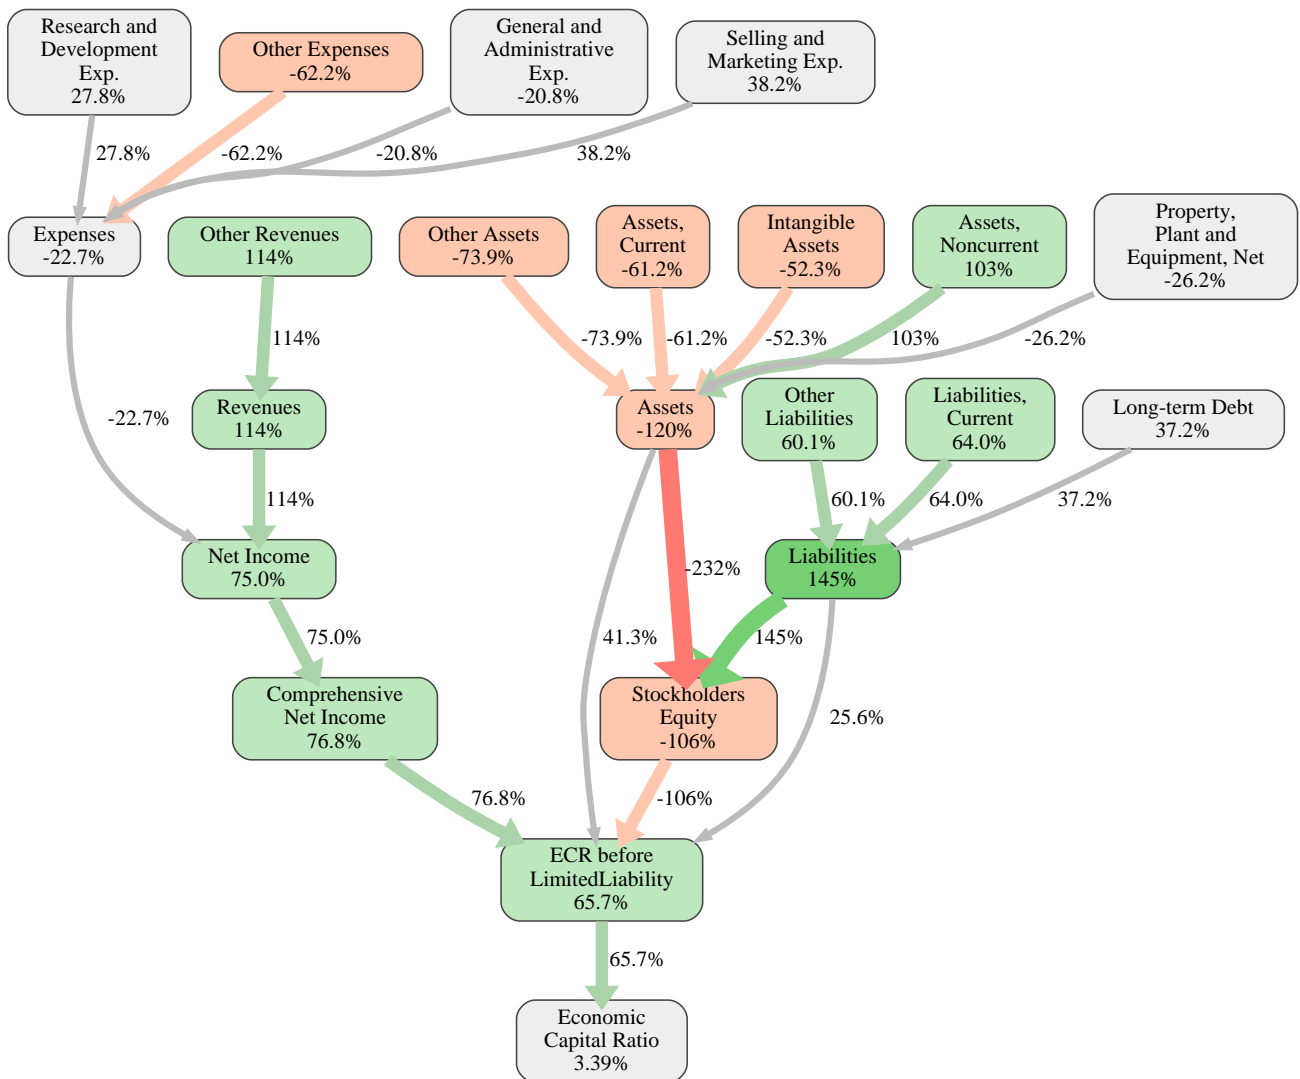 Research and
Development
Exp.
27.8%
Other Expenses
-62.2%
General and
Administrative
Exp.
-20.8%
Selling and
Marketing Exp.
38.2%
27.8%
-62.2%
-20.8%
38.2%
Expenses
-22.7%
Other Revenues
114%
Other Assets
-73.9%
Assets,
Current
-61.2%
Intangible
Assets
-52.3%
Assets,
Noncurrent
103%
Property,
Plant and
Equipment, Net
-26.2%
114%
-73.9%
-61.2%
-52.3%
103%
-26.2%
-22.7%
Revenues
114%
Assets
-120%
Other
Liabilities
60.1%
Liabilities,
Current
64.0%
Long-term Debt
37.2%
114%
60.1%
64.0%
37.2%
Net Income
75.0%
-232%
Liabilities
145%
75.0%
41.3%
145%
25.6%
Comprehensive
Net Income
76.8%
Stockholders
Equity
-106%
76.8%
-106%
ECR before
LimitedLiability
65.7%
65.7%
Economic
Capital Ratio
3.39%